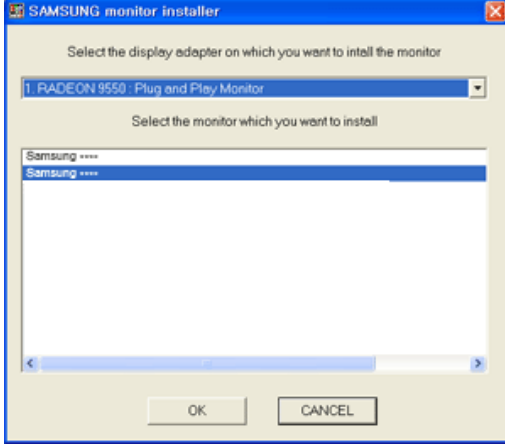 SAMSUNG monitor installer
Select the display adapter on which you want to intall the monitor
1. RADEON 9550 : Plug and Play Monitor
Select the monitor which you want to install
Samsung ----
Samsung ----
OK
CANCEL